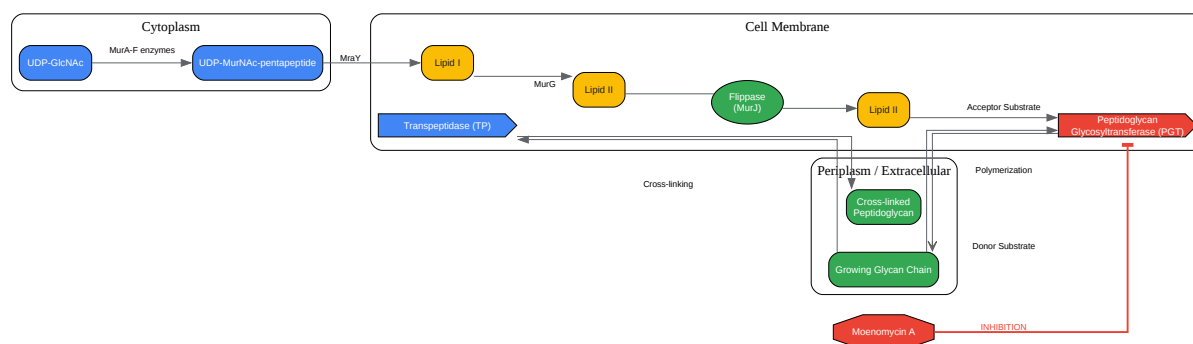 Cytoplasm
UDP-GlcNAc
MurA-F enzymes
UDP-MurNAc-pentapeptide
MraY
Cell Membrane
Lipid I
MurG
Lipid II
Flippase
(MurJ)
Lipid II
Acceptor Substrate
Peptidoglycan
Glycosyltransferase (PGT)
Transpeptidase (TP)
Periplasm / Extracellular
Polymerization
Cross-linking
Cross-linked
Peptidoglycan
Donor Substrate
Growing Glycan Chain
Moenomycin A
INHIBITION